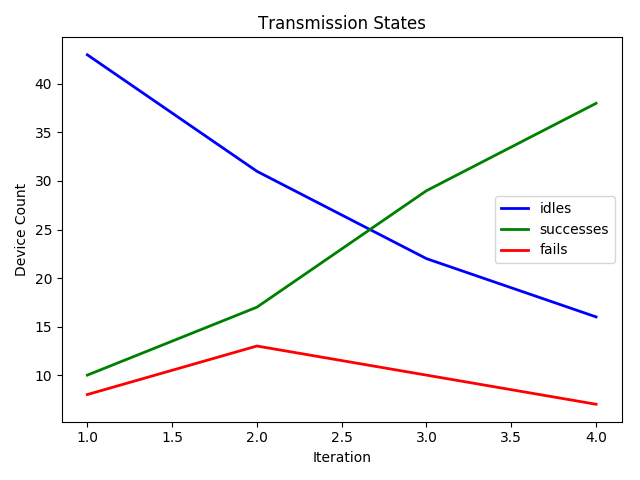 Transmission States
Device Count
40
35
30
25
20
15
10
idles
successes
fails
1.0 1.5 2.0 2.5 3.0 3.5 4.0
Iteration